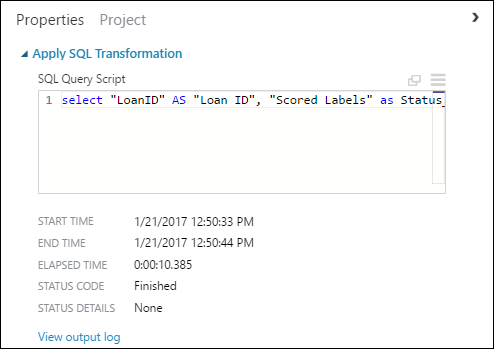 Properties Project
Apply SQL Transformation
SQL Query Script
1 select "LoanID" AS "Loan ID", "Scored Labels" as Status_
START TIME 1/21/2017 12:50:33 PM
END TIME 1/21/2017 12:50:44 PM
ELAPSED TIME 0:00:10.385
STATUS CODE Finished
STATUS DETAILS None
View output log